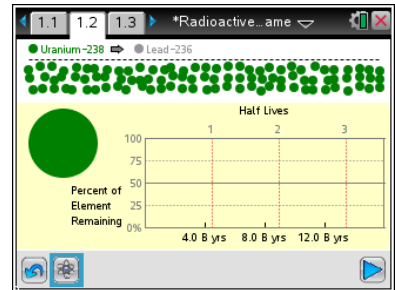 1.1 1.2 1.3 *Radioactive...ame
Uranium-238 Lead-236
Half Lives
1 2 3
100
75
50
25
0%
Percent of
Element
Remaining
4.0 B yrs 8.0 B yrs 12.0 B yrs